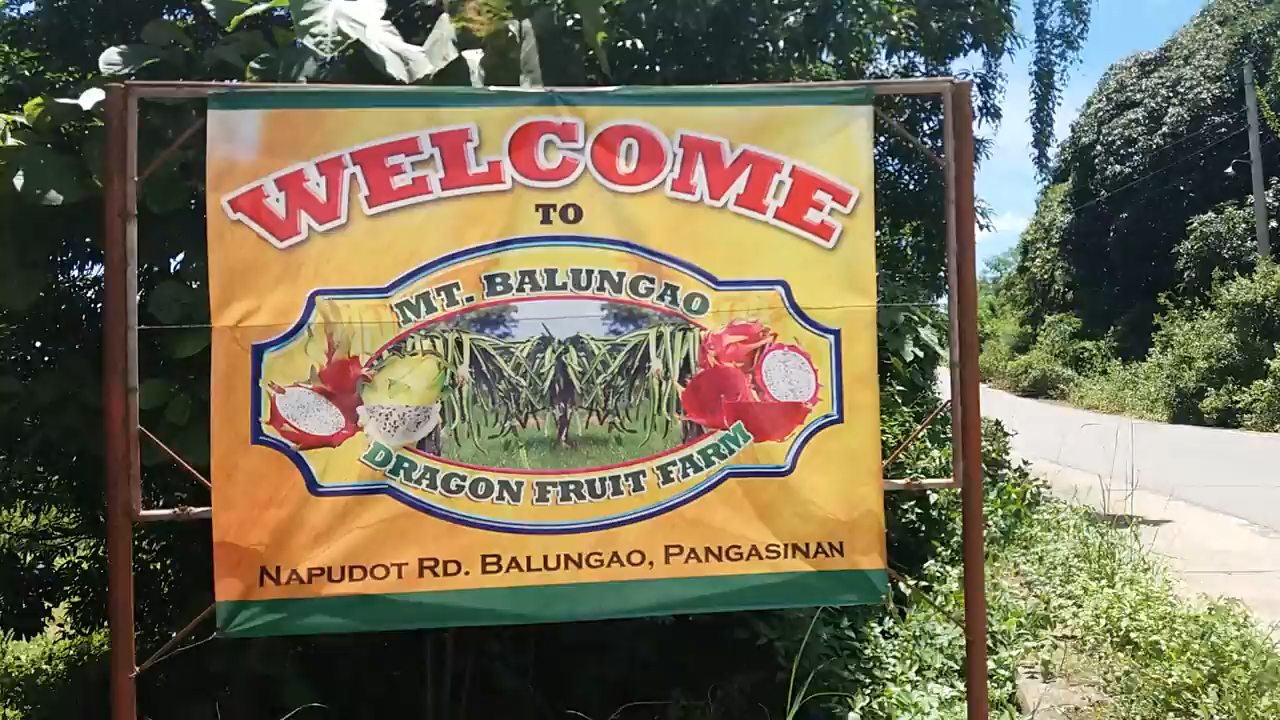 WELCOME
TO
MT. BALUNGAO
DRAGON FRUIT FARM
NAPUDOT RD. BALUNGAO, PANGASINAN